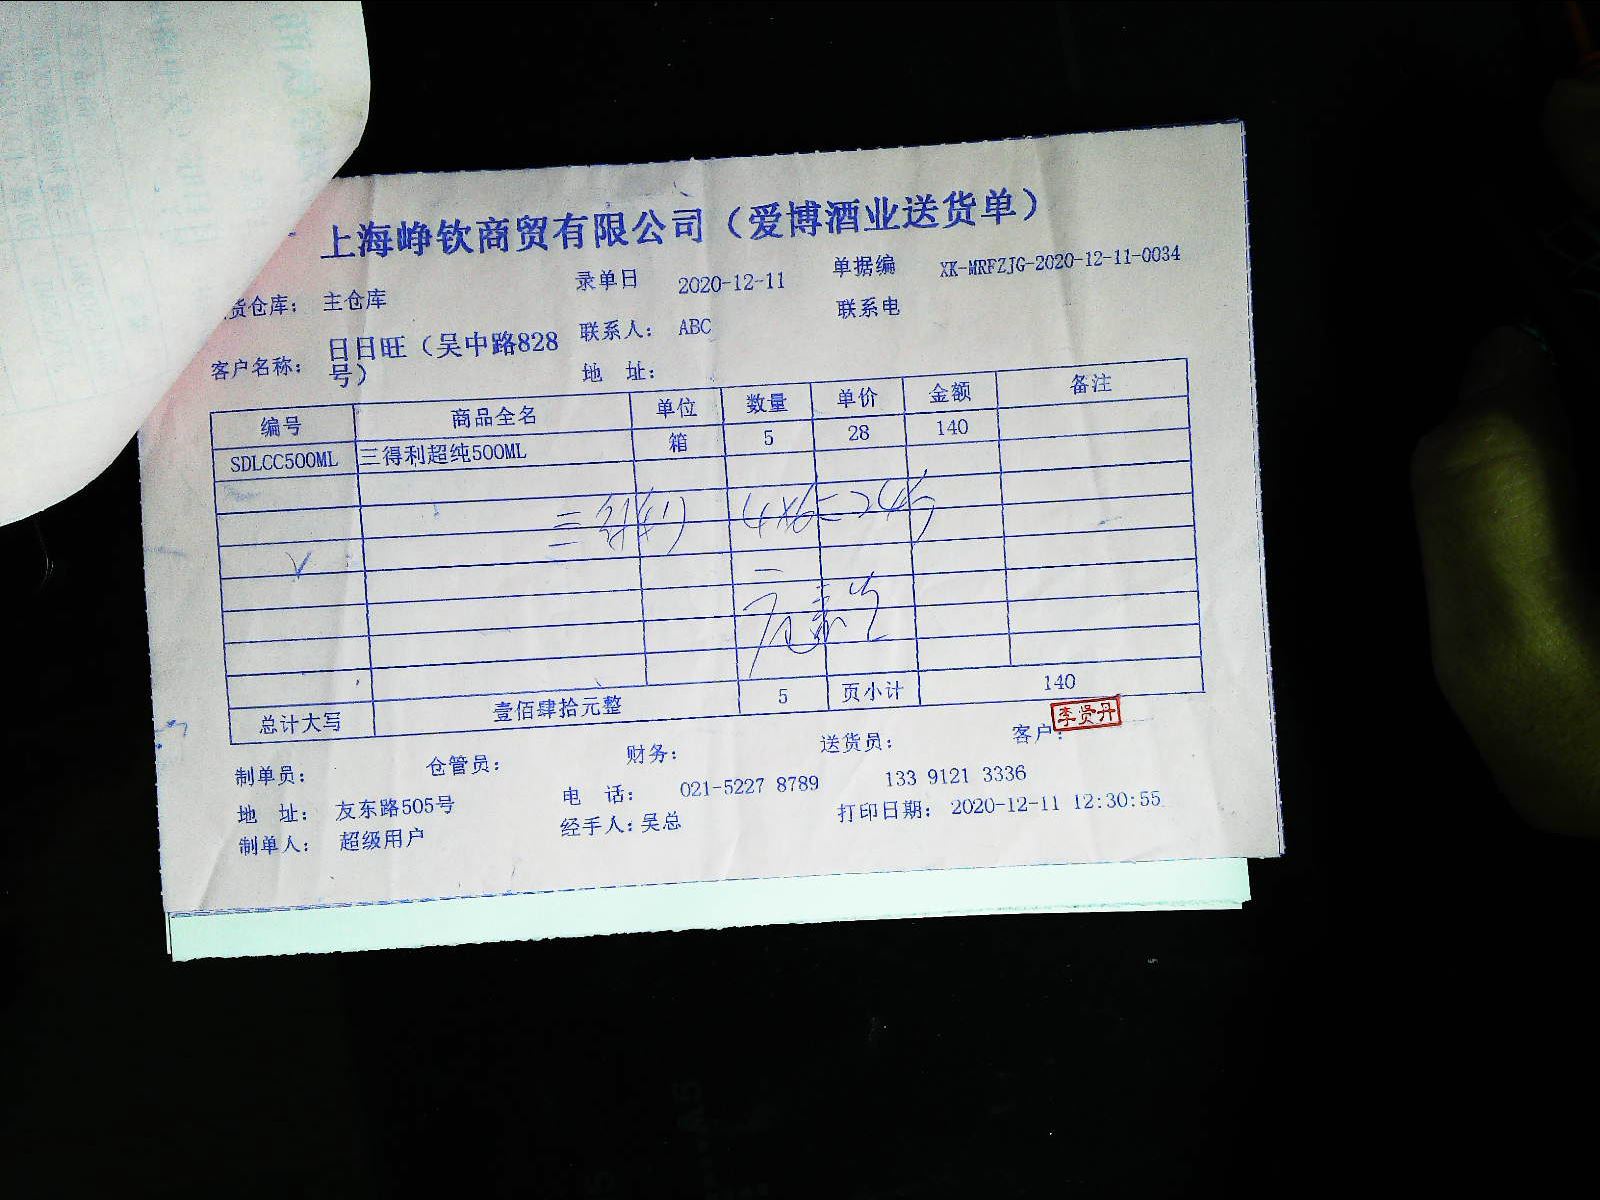 上海峥钦商贸有限公司（爱博酒业送货单）
货仓库： 主仓库 录单日 2020-12-11 单据编 XK-MRFZJG-2020-12-11-0034
客户名称： 日日旺（吴中路828号） 联系人： ABC 联系电
地 址：
编号 商品全名 单位 数量 单价 金额 备注
SDLCC500ML 三得利超纯500ML 箱 5 28 140
三得利 4×6=24
总计大写 壹佰肆拾元整 5 页小计 140
李贤丹
制单员： 仓管员： 财务： 送货员： 客户：
地 址： 友东路505号 电 话： 021-5227 8789 133 9121 3336
制单人： 超级用户 经手人：吴总 打印日期： 2020-12-11 12:30:55